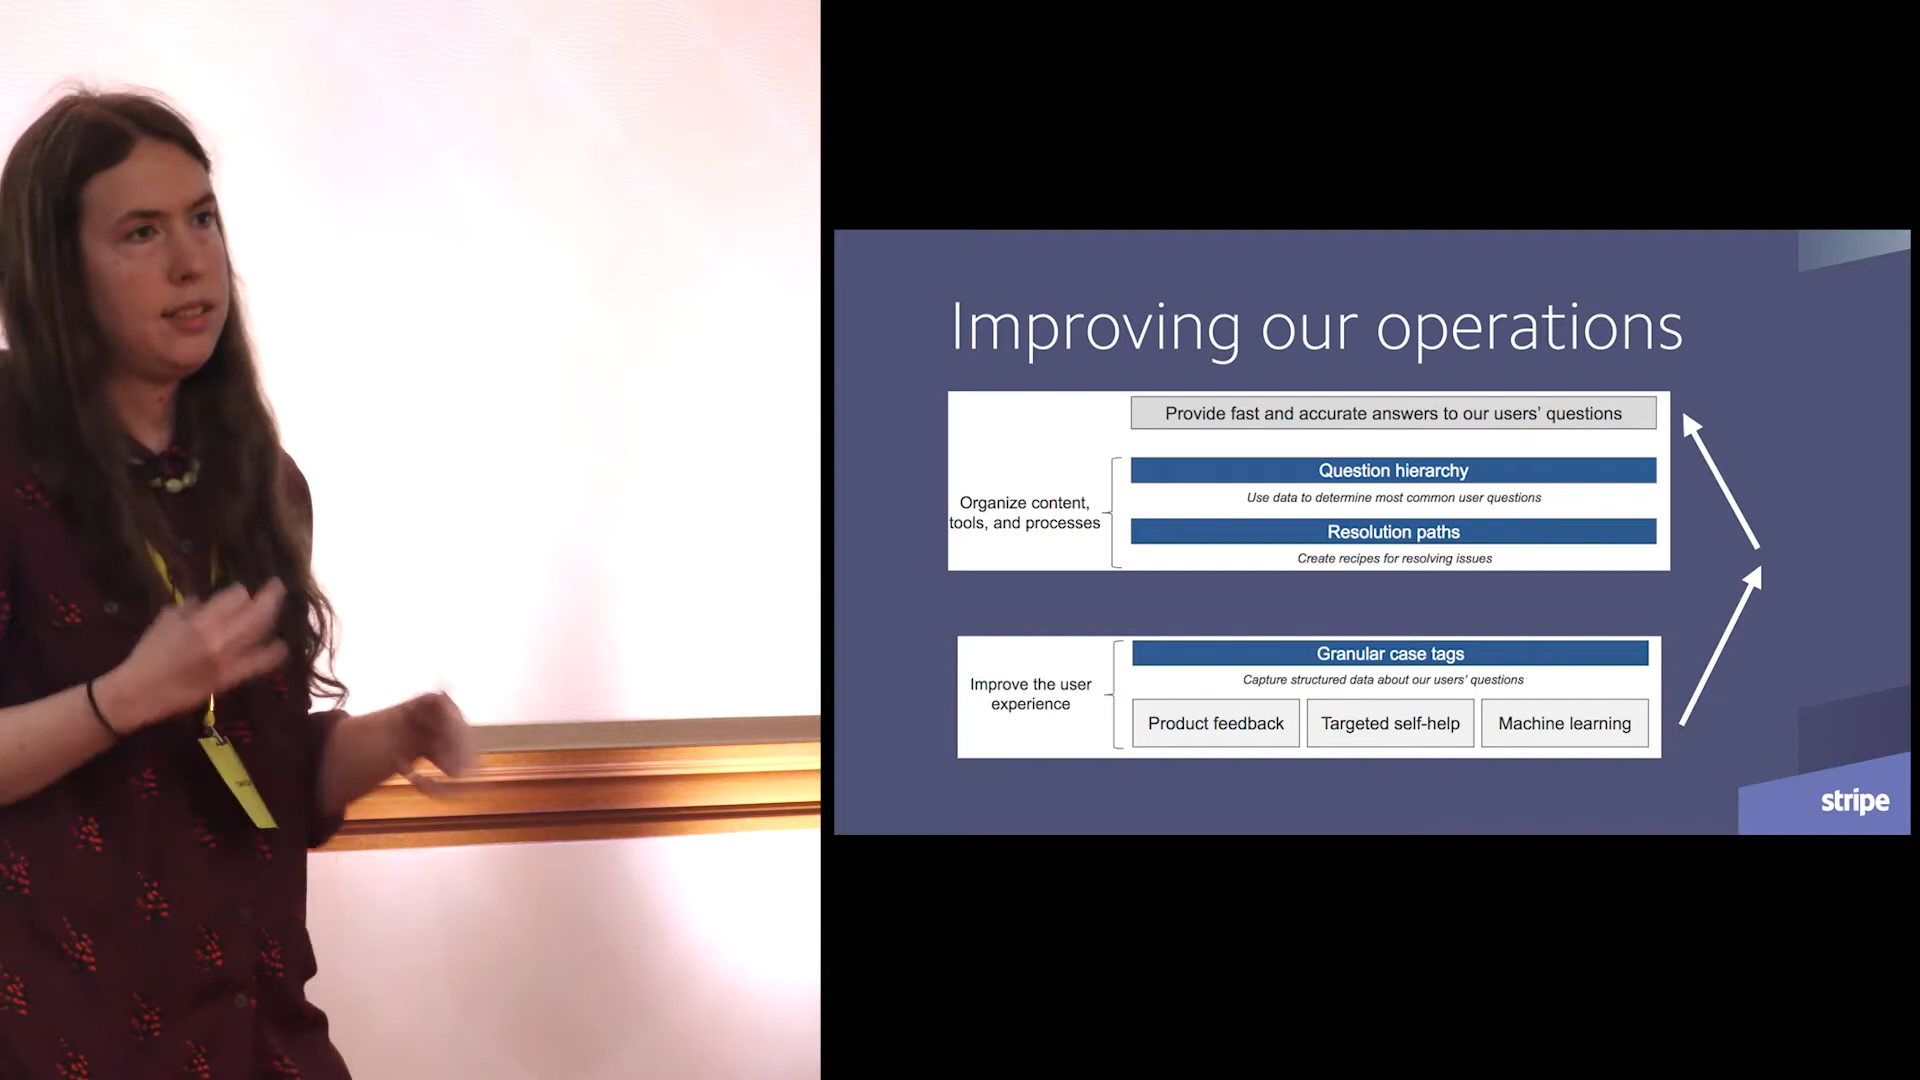 Improving our operations
Provide fast and accurate answers to our users' questions
Organize content,
tools, and processes
Question hierarchy
Use data to determine most common user questions
Resolution paths
Create recipes for resolving issues
Improve the user
experience
Granular case tags
Capture structured data about our users' questions
Product feedback
Targeted self-help
Machine learning
stripe